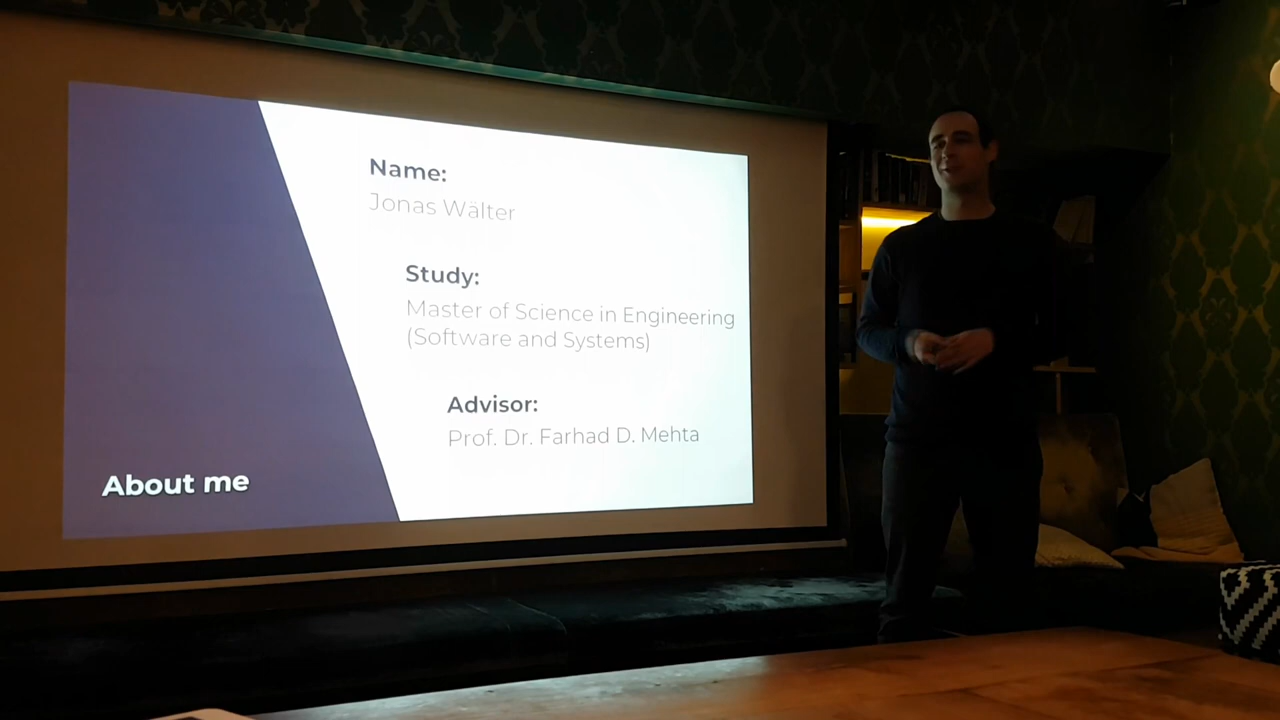 Name:
Jonas Wälter
Study:
Master of Science in Engineering
(Software and Systems)
Advisor:
Prof. Dr. Farhad D. Mehta
About me